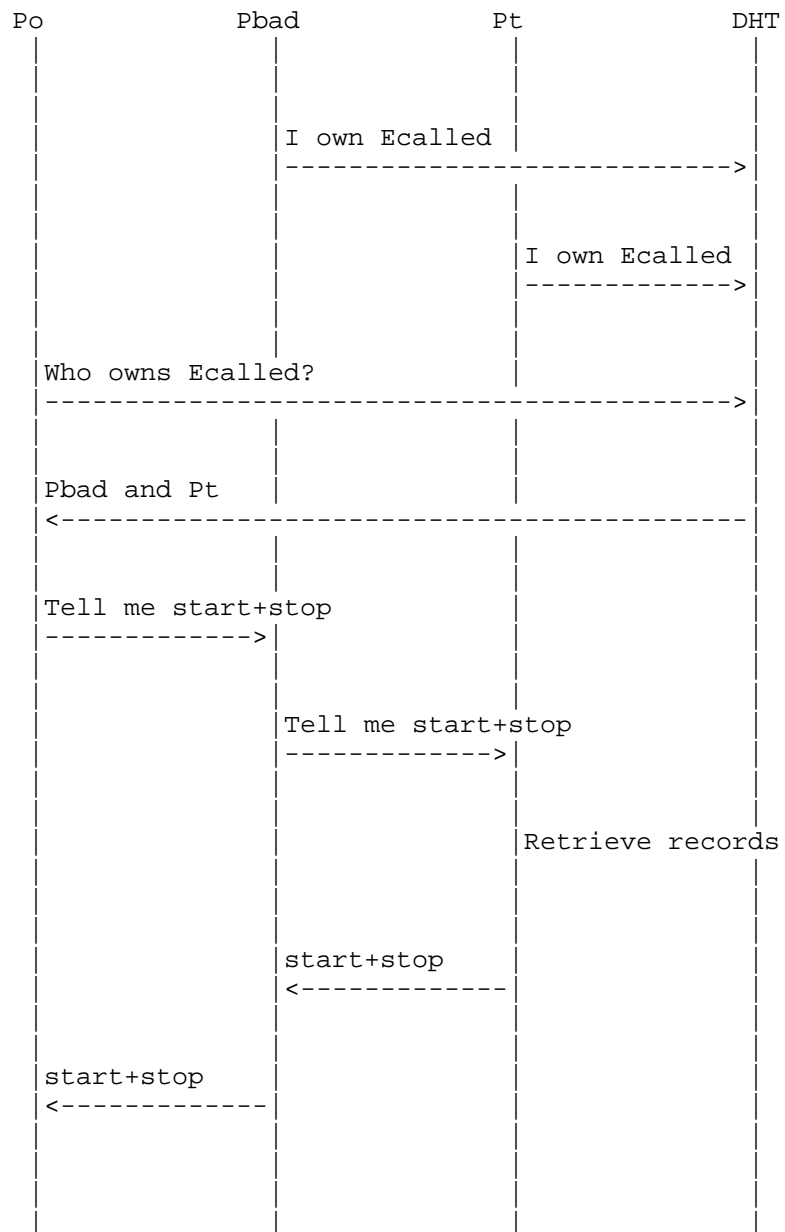 Po Pbad Pt DHT
I own Ecalled
I own Ecalled
Who owns Ecalled?
Pbad and Pt
Tell me start+stop
Tell me start+stop
Retrieve records
start+stop
start+stop